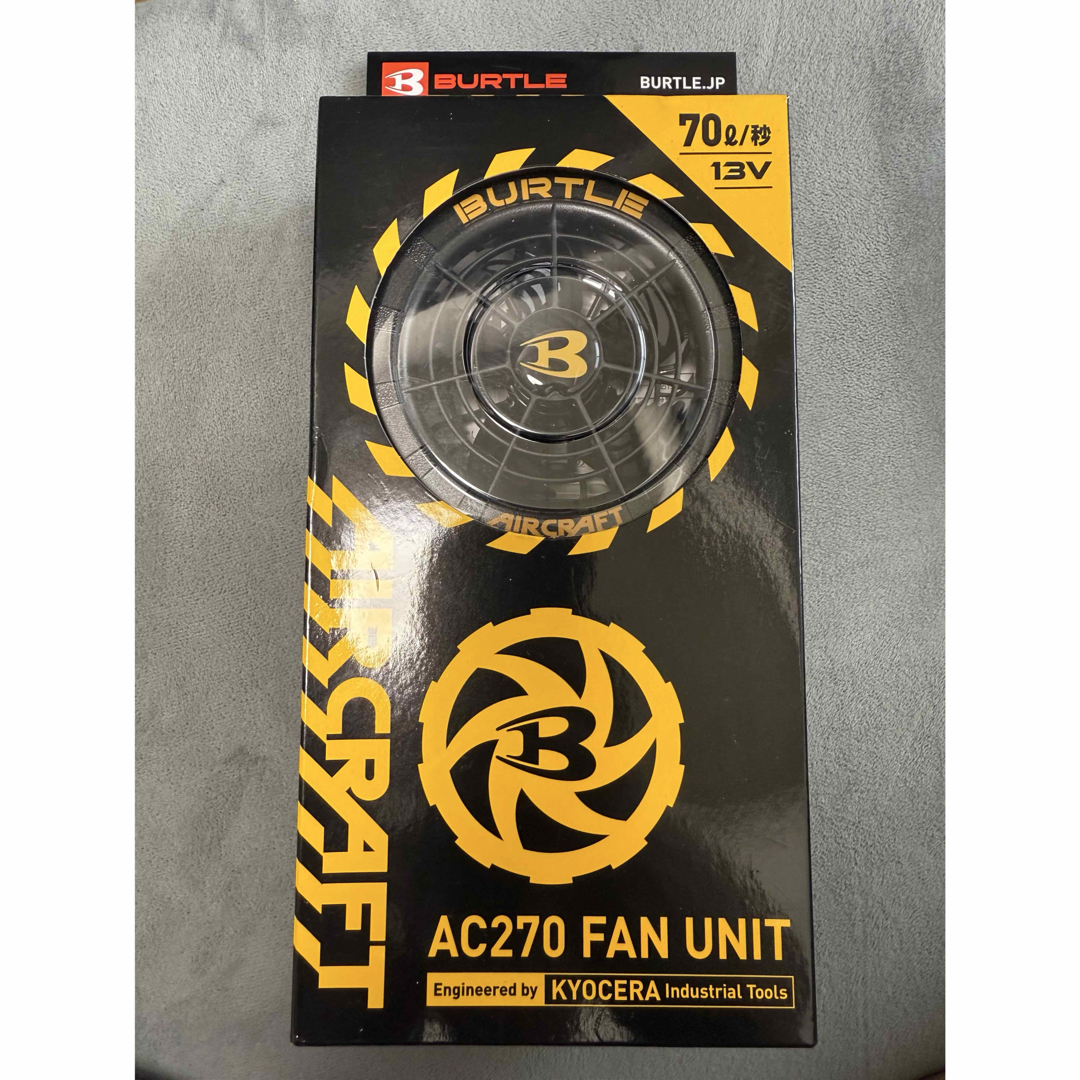 B BURTLE
BURTLE.JP
70ℓ/秒
13V
BURTLE
B
AIRCRAFT
AIRCRAFT
B
AC270 FAN UNIT
Engineered by KYOCERA Industrial Tools